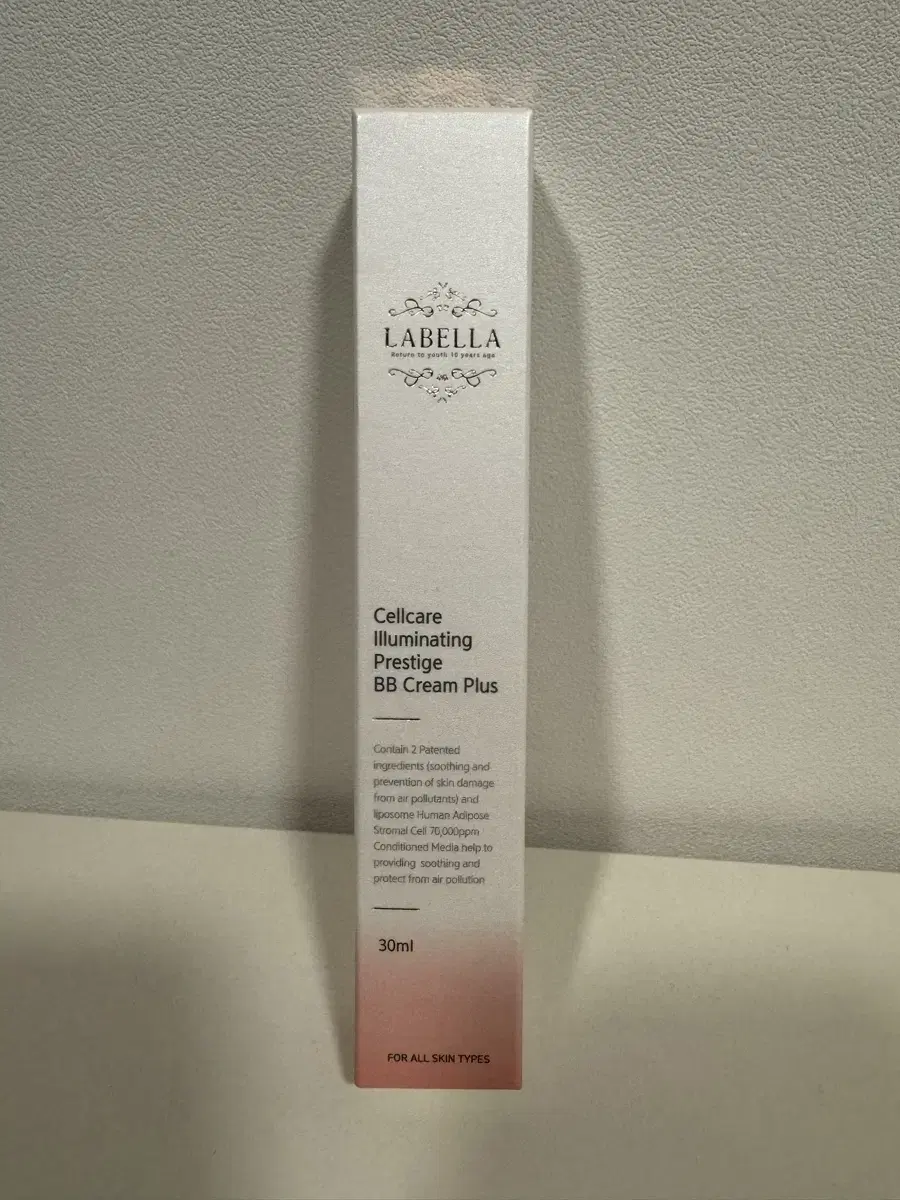 LABELLA
Return to youth 10 years ago
Cellcare
Illuminating
Prestige
BB Cream Plus
Contain 2 Patented
ingredients (soothing and
prevention of skin damage
from air pollutants) and
liposome Human Adipose
Stromal Cell 70,000ppm
Conditioned Media help to
providing soothing and
protect from air pollution
30ml
FOR ALL SKIN TYPES